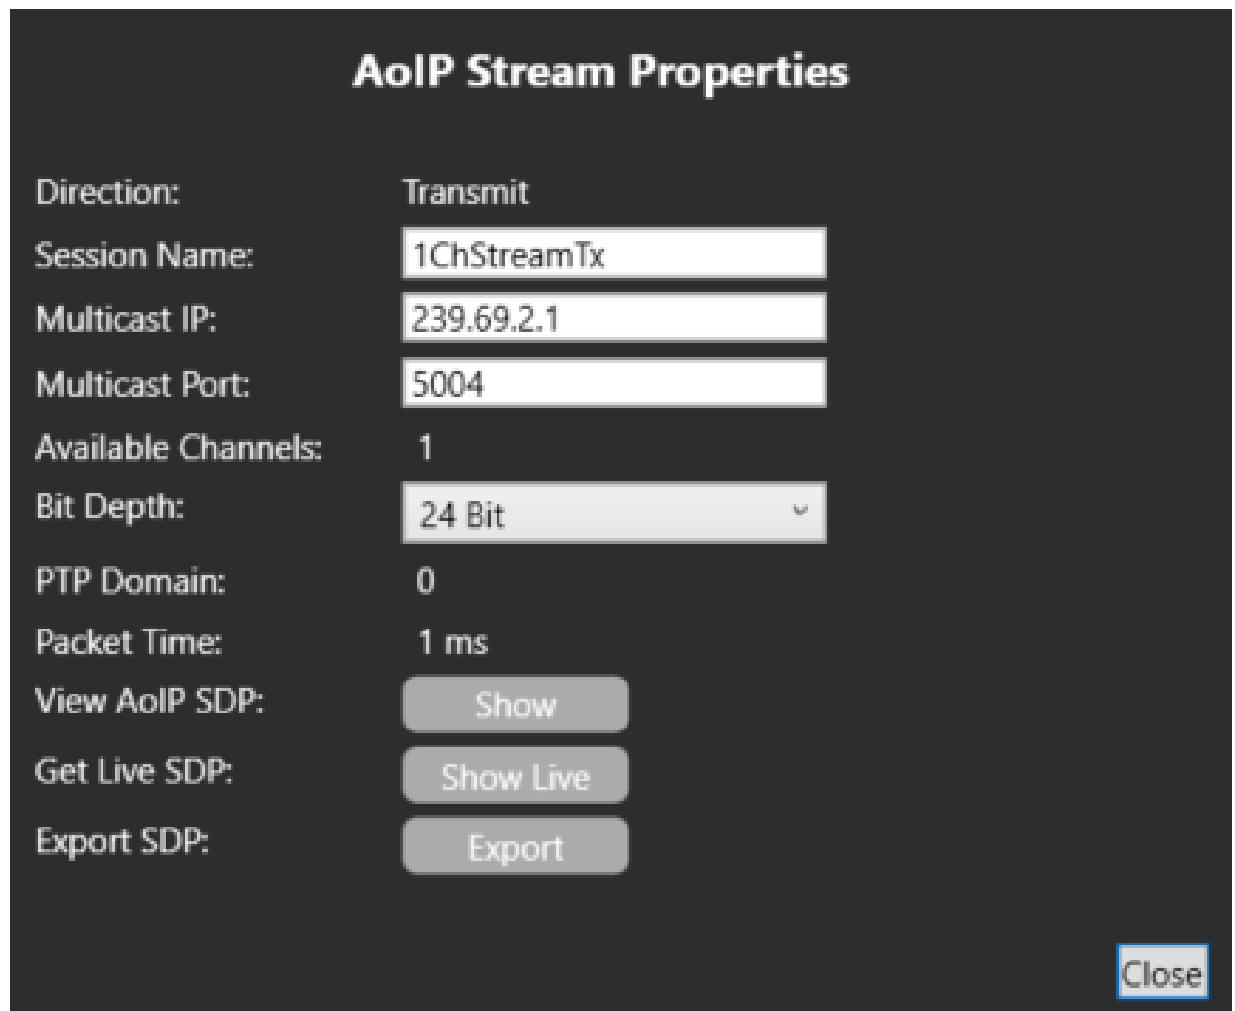 AoIP Stream Properties
Direction: Transmit
Session Name: 1ChStreamTx
Multicast IP: 239.69.2.1
Multicast Port: 5004
Available Channels: 1
Bit Depth: 24 Bit
PTP Domain: 0
Packet Time: 1 ms
View AoIP SDP: Show
Get Live SDP: Show Live
Export SDP: Export
Close